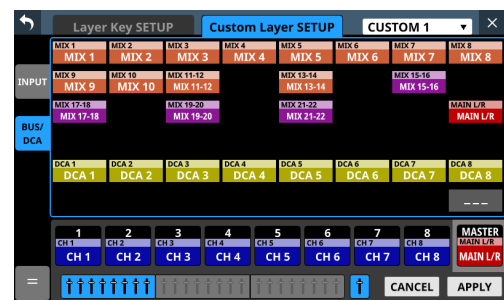 Layer Key SETUP Custom Layer SETUP CUSTOM 1 ▼ ×
MIX 1 MIX 2 MIX 3 MIX 4 MIX 5 MIX 6 MIX 7 MIX 8
MIX 1 MIX 2 MIX 3 MIX 4 MIX 5 MIX 6 MIX 7 MIX 8
INPUT
MIX 9 MIX 10 MIX 11-12 MIX 13-14 MIX 15-16
MIX 9 MIX 10 MIX 11-12 MIX 13-14 MIX 15-16
MIX 17-18 MIX 19-20 MIX 21-22 MAIN L/R
MIX 17-18 MIX 19-20 MIX 21-22 MAIN L/R
BUS/
DCA
DCA 1 DCA 2 DCA 3 DCA 4 DCA 5 DCA 6 DCA 7 DCA 8
DCA 1 DCA 2 DCA 3 DCA 4 DCA 5 DCA 6 DCA 7 DCA 8
---
1 2 3 4 5 6 7 8 MASTER
CH 1 CH 2 CH 3 CH 4 CH 5 CH 6 CH 7 CH 8 MAIN L/R
CH 1 CH 2 CH 3 CH 4 CH 5 CH 6 CH 7 CH 8 MAIN L/R
CANCEL APPLY